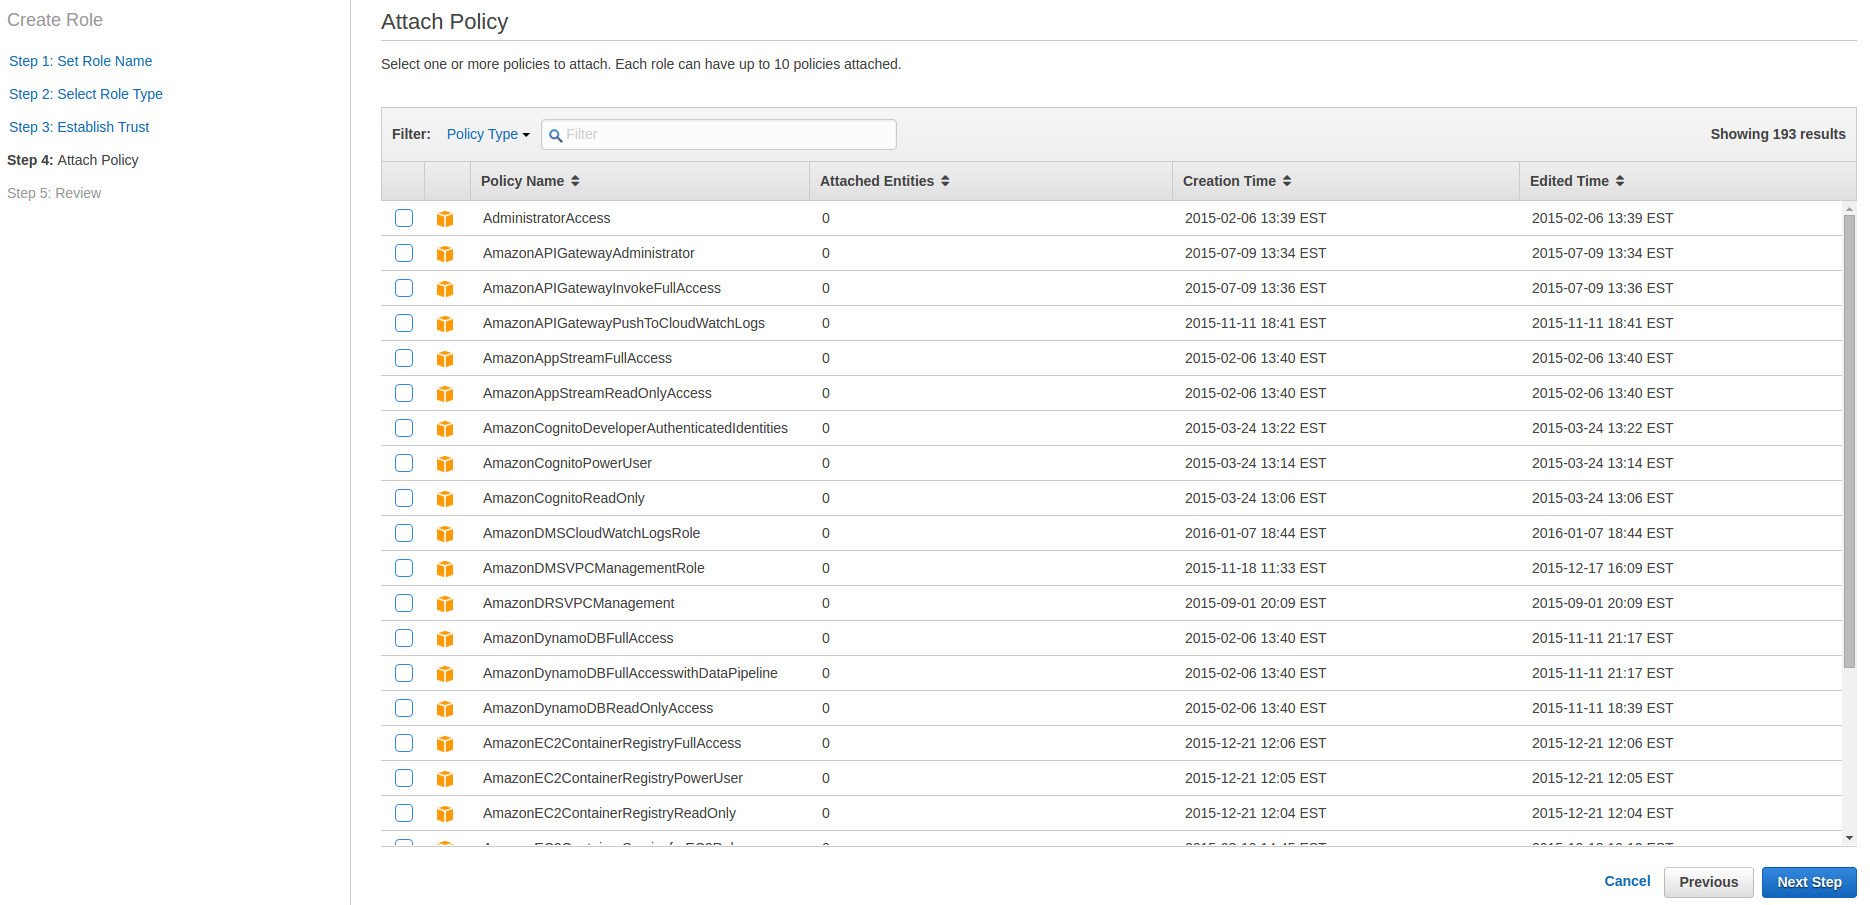 Create Role
Step 1: Set Role Name
Step 2: Select Role Type
Step 3: Establish Trust
Step 4: Attach Policy
Step 5: Review
Attach Policy
Select one or more policies to attach. Each role can have up to 10 policies attached.
Filter: Policy Type Filter Showing 193 results
Policy Name Attached Entities Creation Time Edited Time
AdministratorAccess 0 2015-02-06 13:39 EST 2015-02-06 13:39 EST
AmazonAPIGatewayAdministrator 0 2015-07-09 13:34 EST 2015-07-09 13:34 EST
AmazonAPIGatewayInvokeFullAccess 0 2015-07-09 13:36 EST 2015-07-09 13:36 EST
AmazonAPIGatewayPushToCloudWatchLogs 0 2015-11-11 18:41 EST 2015-11-11 18:41 EST
AmazonAppStreamFullAccess 0 2015-02-06 13:40 EST 2015-02-06 13:40 EST
AmazonAppStreamReadOnlyAccess 0 2015-02-06 13:40 EST 2015-02-06 13:40 EST
AmazonCognitoDeveloperAuthenticatedIdentities 0 2015-03-24 13:22 EST 2015-03-24 13:22 EST
AmazonCognitoPowerUser 0 2015-03-24 13:14 EST 2015-03-24 13:14 EST
AmazonCognitoReadOnly 0 2015-03-24 13:06 EST 2015-03-24 13:06 EST
AmazonDMSCloudWatchLogsRole 0 2016-01-07 18:44 EST 2016-01-07 18:44 EST
AmazonDMSVPCManagementRole 0 2015-11-18 11:33 EST 2015-12-17 16:09 EST
AmazonDRSVPCManagement 0 2015-09-01 20:09 EST 2015-09-01 20:09 EST
AmazonDynamoDBFullAccess 0 2015-02-06 13:40 EST 2015-11-11 21:17 EST
AmazonDynamoDBFullAccesswithDataPipeline 0 2015-02-06 13:40 EST 2015-11-11 21:17 EST
AmazonDynamoDBReadOnlyAccess 0 2015-02-06 13:40 EST 2015-11-11 18:39 EST
AmazonEC2ContainerRegistryFullAccess 0 2015-12-21 12:06 EST 2015-12-21 12:06 EST
AmazonEC2ContainerRegistryPowerUser 0 2015-12-21 12:05 EST 2015-12-21 12:05 EST
AmazonEC2ContainerRegistryReadOnly 0 2015-12-21 12:04 EST 2015-12-21 12:04 EST
Cancel Previous Next Step